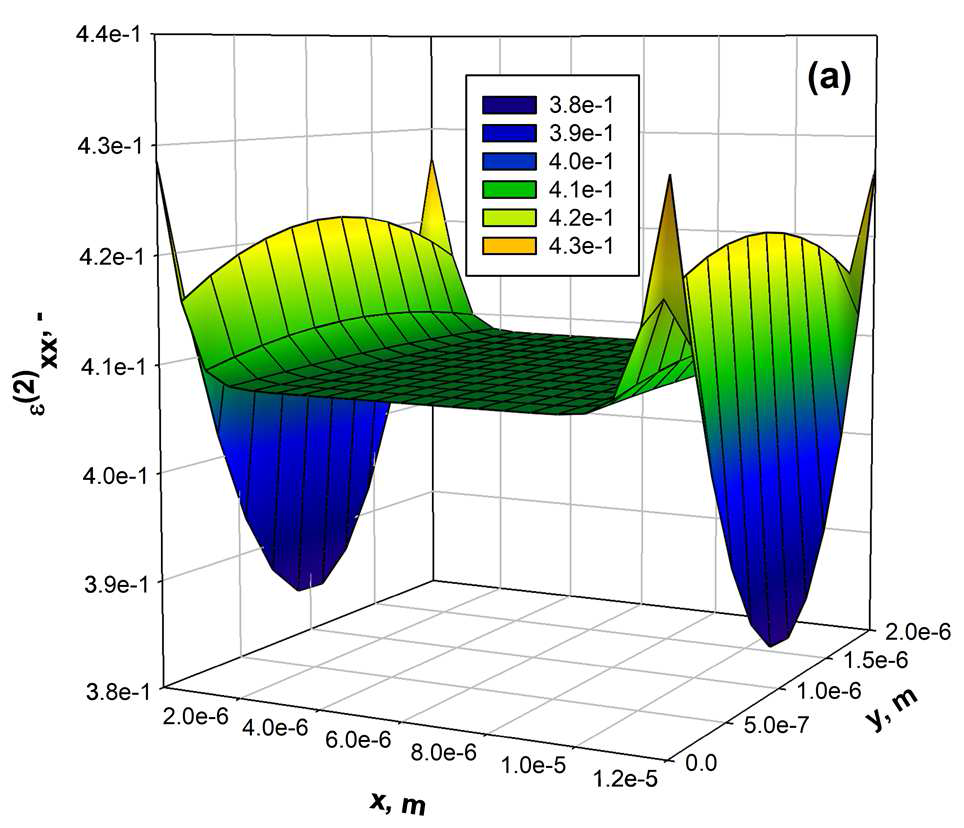 4.4e-1
(a)
3.8e-1
3.9e-1
4.0e-1
4.1e-1
4.2e-1
4.3e-1
4.3e-1
4.2e-1
4.1e-1
4.0e-1
3.9e-1
3.8e-1
ε(2)xx, -
2.0e-6
4.0e-6
6.0e-6
8.0e-6
1.0e-5
1.2e-5
x, m
0.0
5.0e-7
1.0e-6
1.5e-6
2.0e-6
y, m